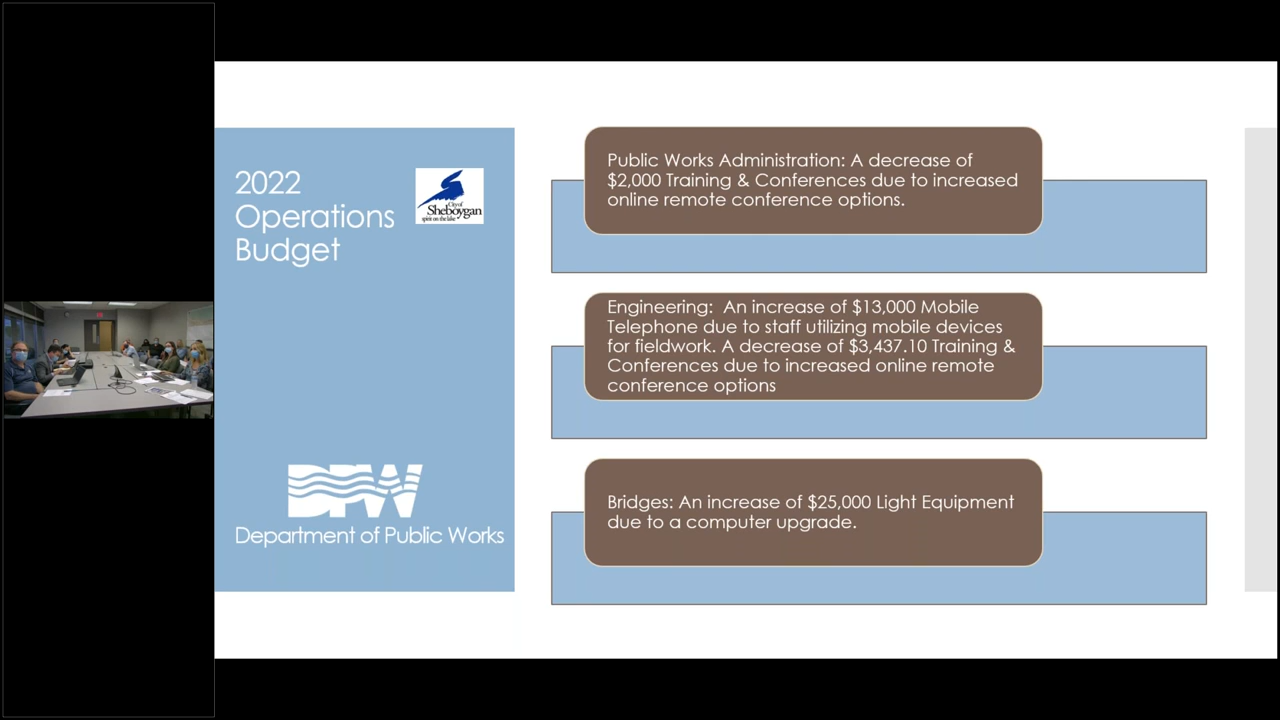 2022
Operations
Budget
City of
Sheboygan
spirit on the lake
DPW
Department of Public Works
Public Works Administration: A decrease of
$2,000 Training & Conferences due to increased
online remote conference options.
Engineering:  An increase of $13,000 Mobile
Telephone due to staff utilizing mobile devices
for fieldwork. A decrease of $3,437.10 Training &
Conferences due to increased online remote
conference options
Bridges: An increase of $25,000 Light Equipment
due to a computer upgrade.